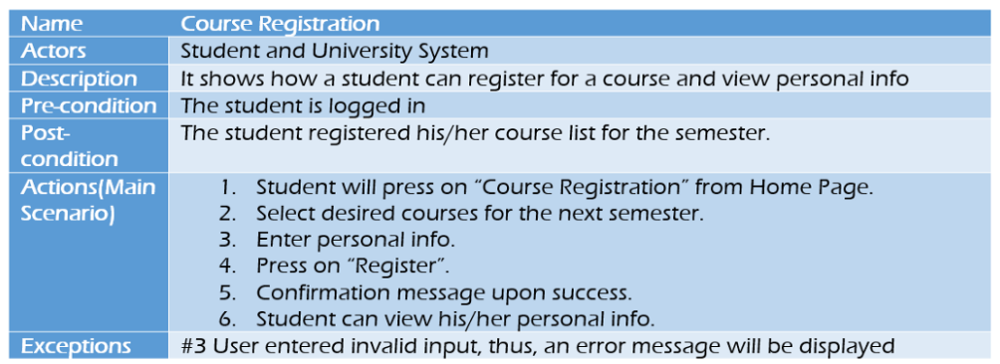 Name Course Registration
Actors Student and University System
Description It shows how a student can register for a course and view personal info
Pre-condition The student is logged in
Post-condition The student registered his/her course list for the semester.
Actions(Main Scenario)
1. Student will press on “Course Registration” from Home Page.
2. Select desired courses for the next semester.
3. Enter personal info.
4. Press on “Register”.
5. Confirmation message upon success.
6. Student can view his/her personal info.
Exceptions #3 User entered invalid input, thus, an error message will be displayed